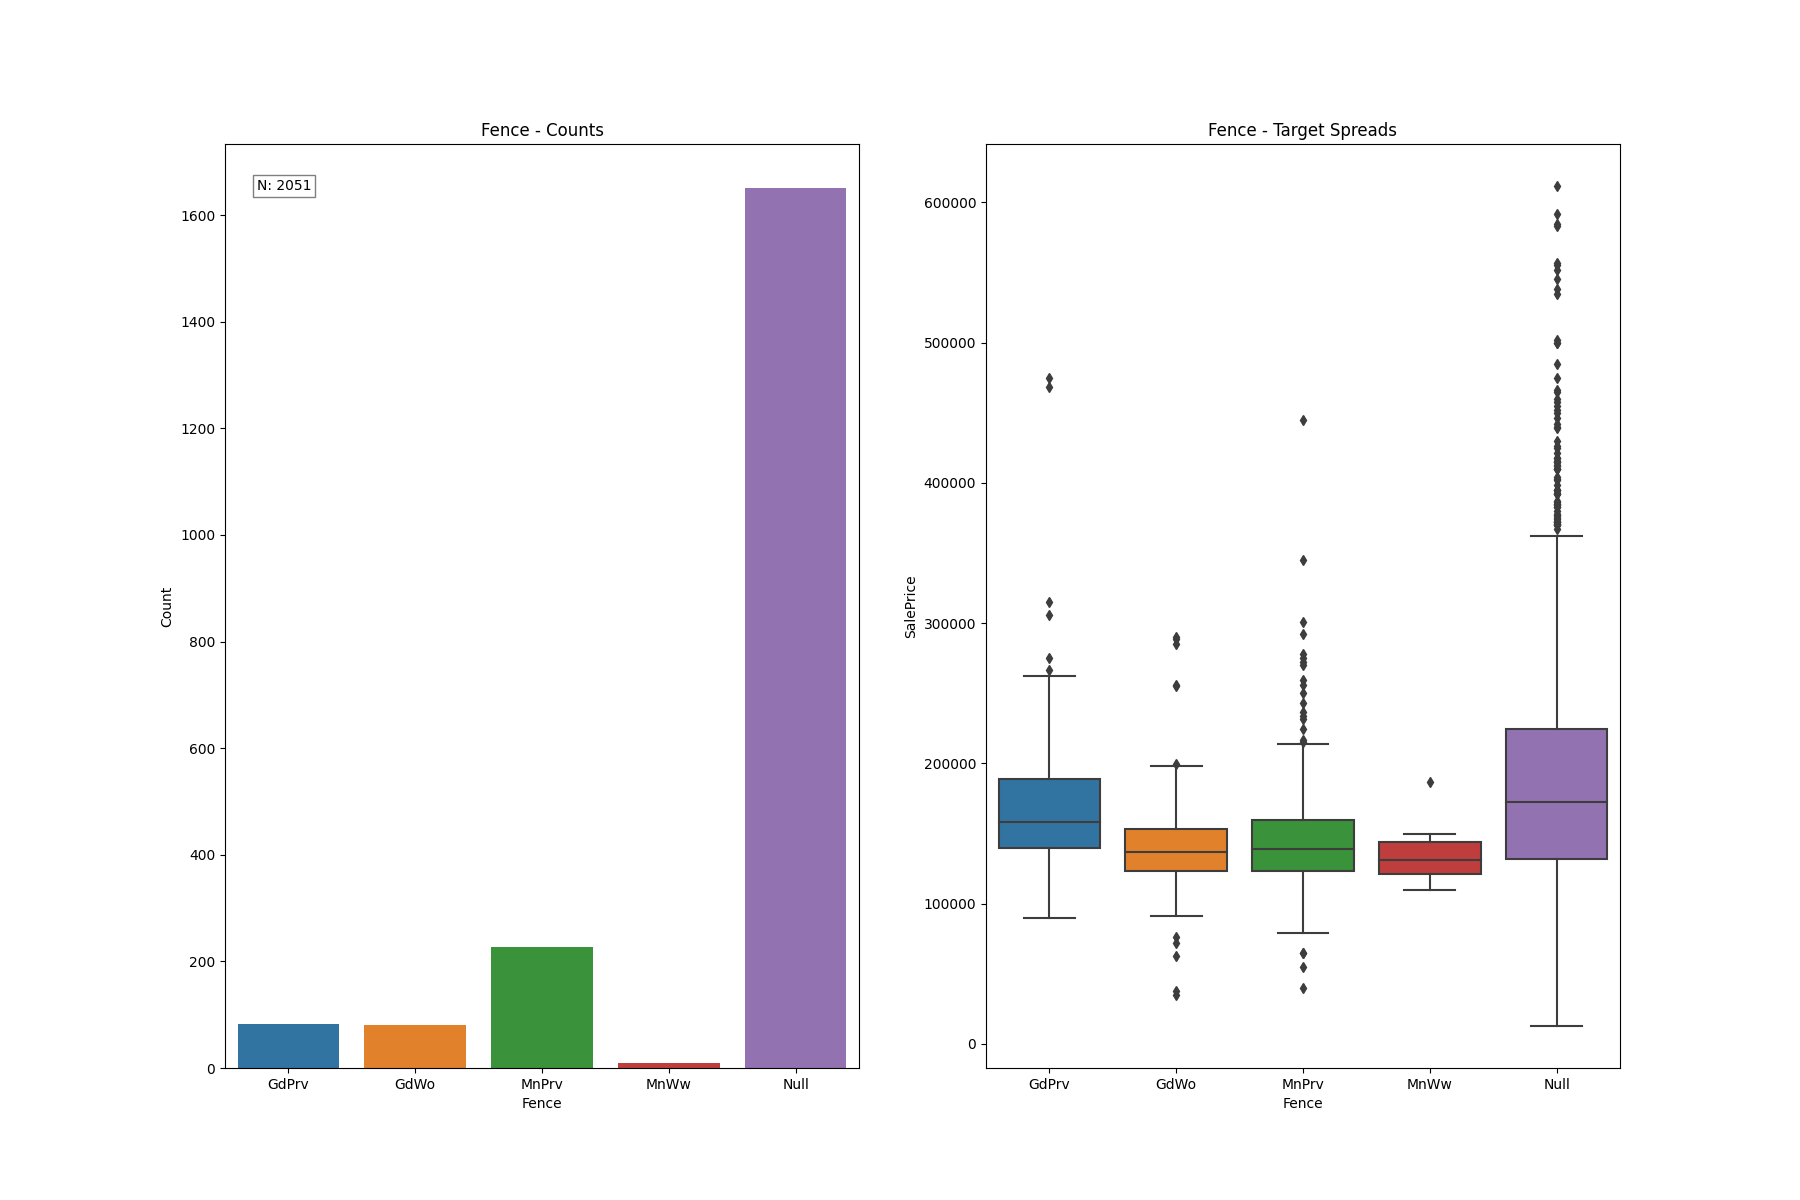 Fence - Counts
N: 2051
1600
1400
1200
1000
800
600
400
200
0
Count
GdPrv GdWo MnPrv MnWw Null
Fence
Fence - Target Spreads
600000
500000
400000
300000
200000
100000
0
SalePrice
GdPrv GdWo MnPrv MnWw Null
Fence